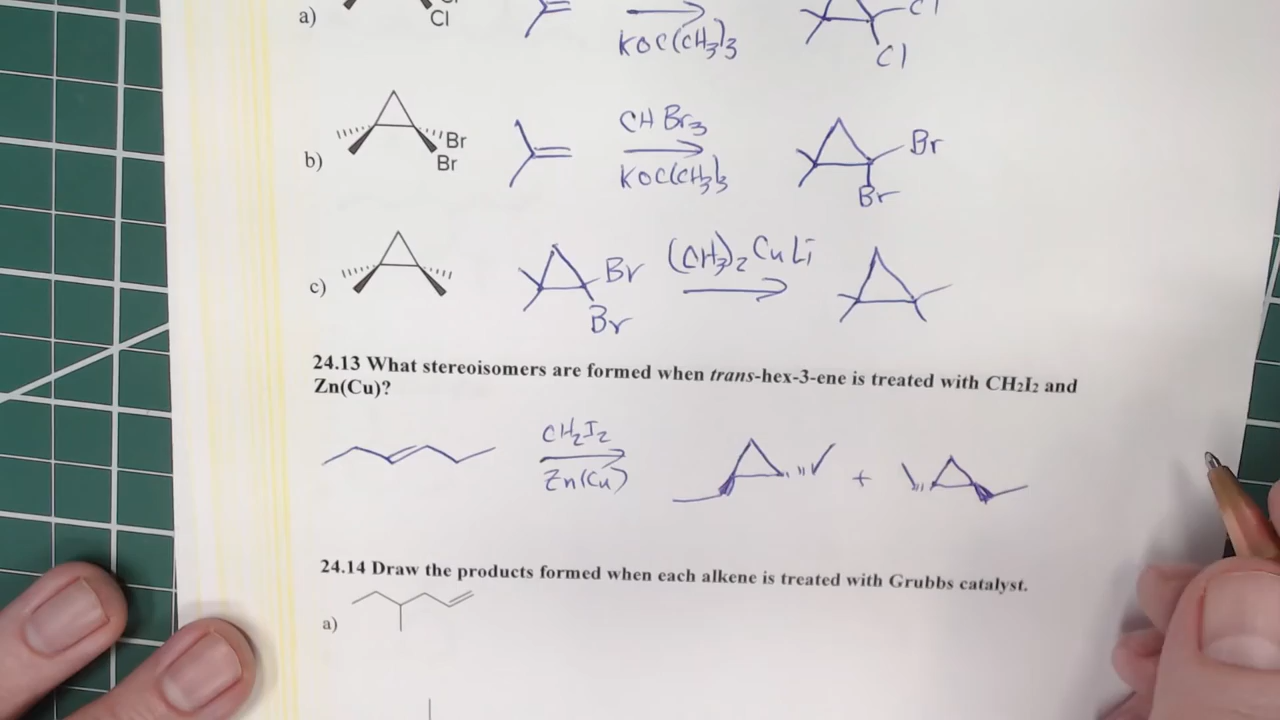 a) Cl Cl
KOC(CH3)3
Cl
CHBr3
b) Br Br
KOC(CH3)3
Br
Br
c)
Br
Br
(CH3)2CuLi
24.13 What stereoisomers are formed when trans-hex-3-ene is treated with CH2I2 and
Zn(Cu)?
CH2I2
Zn(Cu)
+
24.14 Draw the products formed when each alkene is treated with Grubbs catalyst.
a)